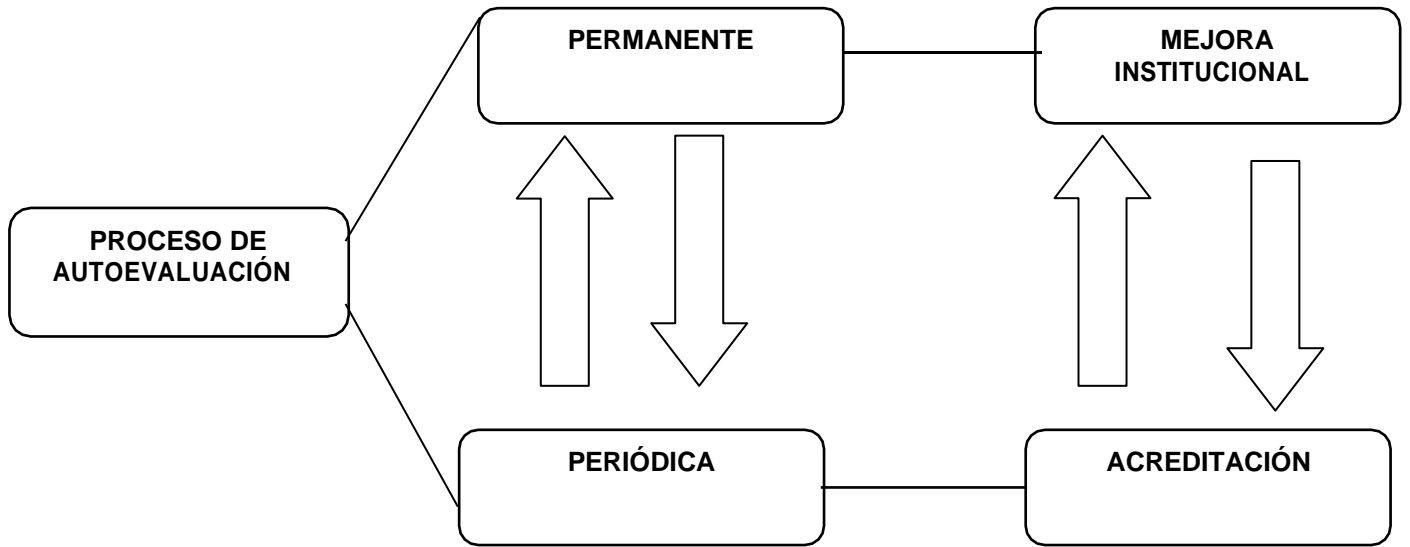 PERMANENTE
MEJORA
INSTITUCIONAL
PROCESO DE
AUTOEVALUACIÓN
PERIÓDICA
ACREDITACIÓN